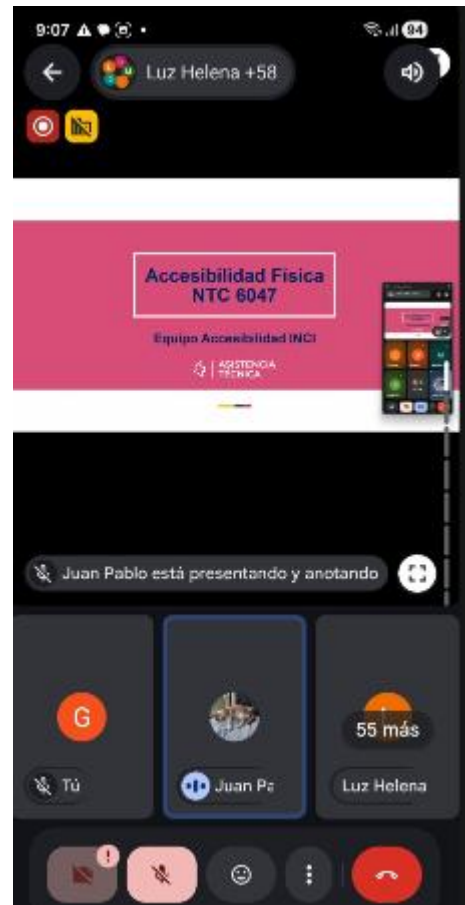 9:07
94
Luz Helena +58
Accesibilidad Física
NTC 6047
Equipo Accesibilidad INCI
ASISTENCIA
TÉCNICA
Juan Pablo está presentando y anotando
G
55 más
Tú
Juan Pa
Luz Helena